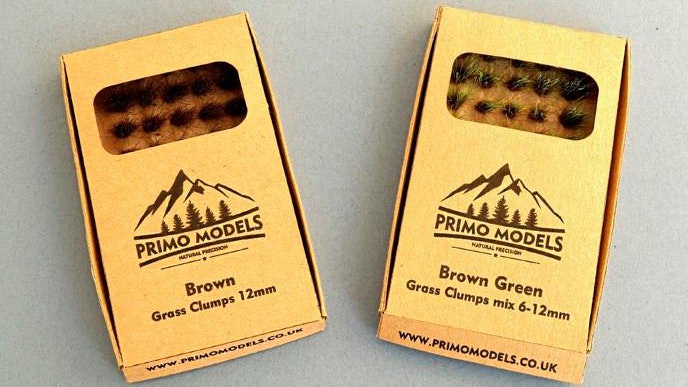 PRIMO MODELS
NATURAL PRECISION
Brown
Grass Clumps 12mm
WWW.PRIMOMODELS.CO.UK
PRIMO MODELS
NATURAL PRECISION
Brown Green
Grass Clumps mix 6-12mm
WWW.PRIMOMODELS.CO.UK